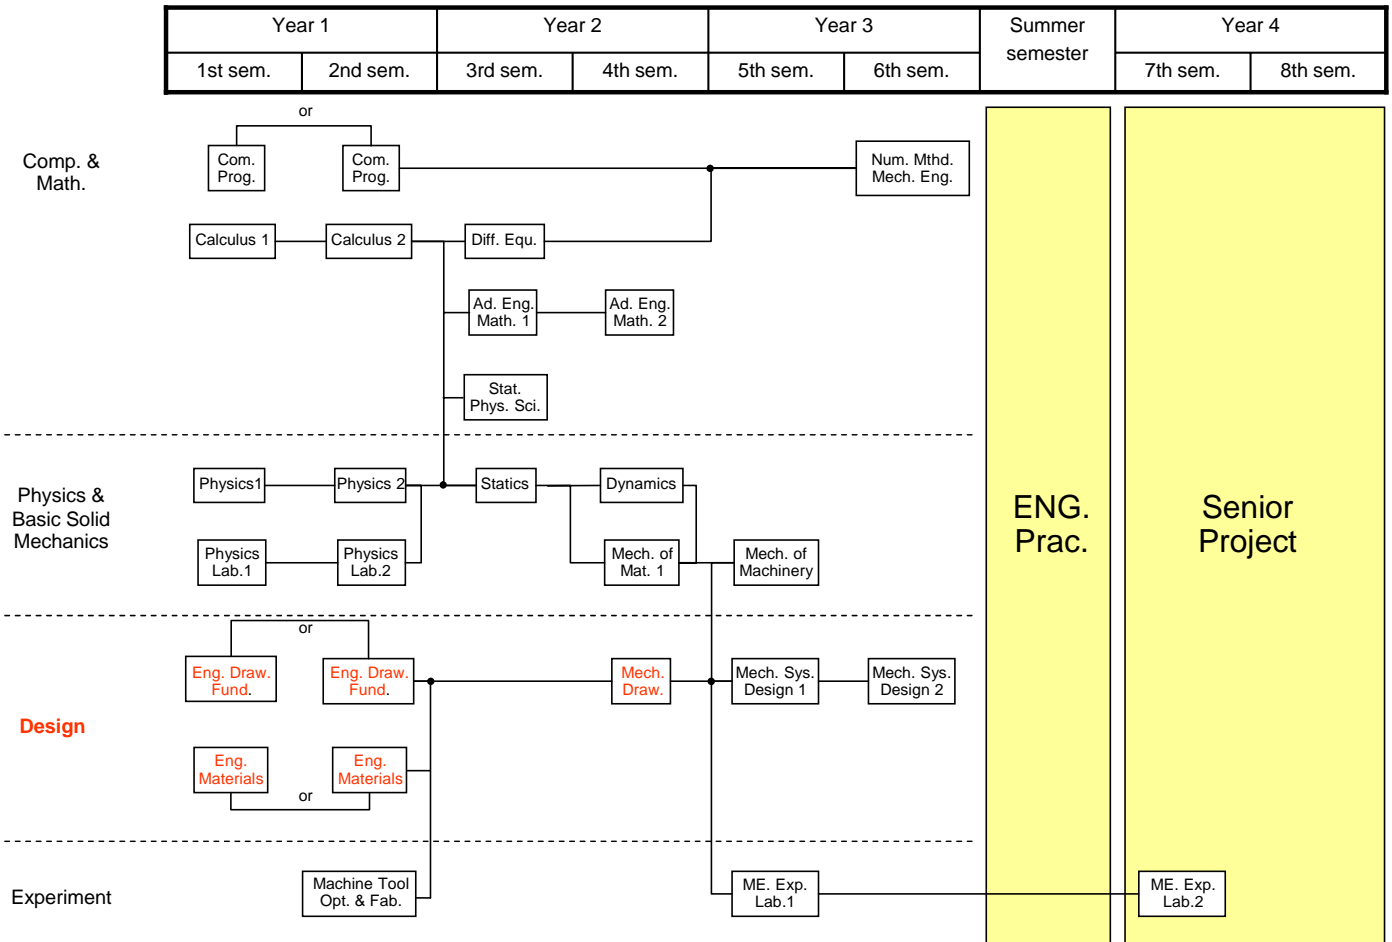 Year 1
Year 2
Year 3
Summer
semester
Year 4
1st sem.
2nd sem.
3rd sem.
4th sem.
5th sem.
6th sem.
7th sem.
8th sem.
or
Comp. &
Math.
Com.
Prog.
Com.
Prog.
Num. Mthd.
Mech. Eng.
Calculus 1
Calculus 2
Diff. Equ.
Ad. Eng.
Math. 1
Ad. Eng.
Math. 2
Stat.
Phys. Sci.
Physics &
Basic Solid
Mechanics
Physics1
Physics 2
Statics
Dynamics
Physics
Lab.1
Physics
Lab.2
Mech. of
Mat. 1
Mech. of
Machinery
ENG.
Prac.
Senior
Project
or
Design
Eng. Draw.
Fund.
Eng. Draw.
Fund.
Mech.
Draw.
Mech. Sys.
Design 1
Mech. Sys.
Design 2
Eng.
Materials
Eng.
Materials
or
Experiment
Machine Tool
Opt. & Fab.
ME. Exp.
Lab.1
ME. Exp.
Lab.2